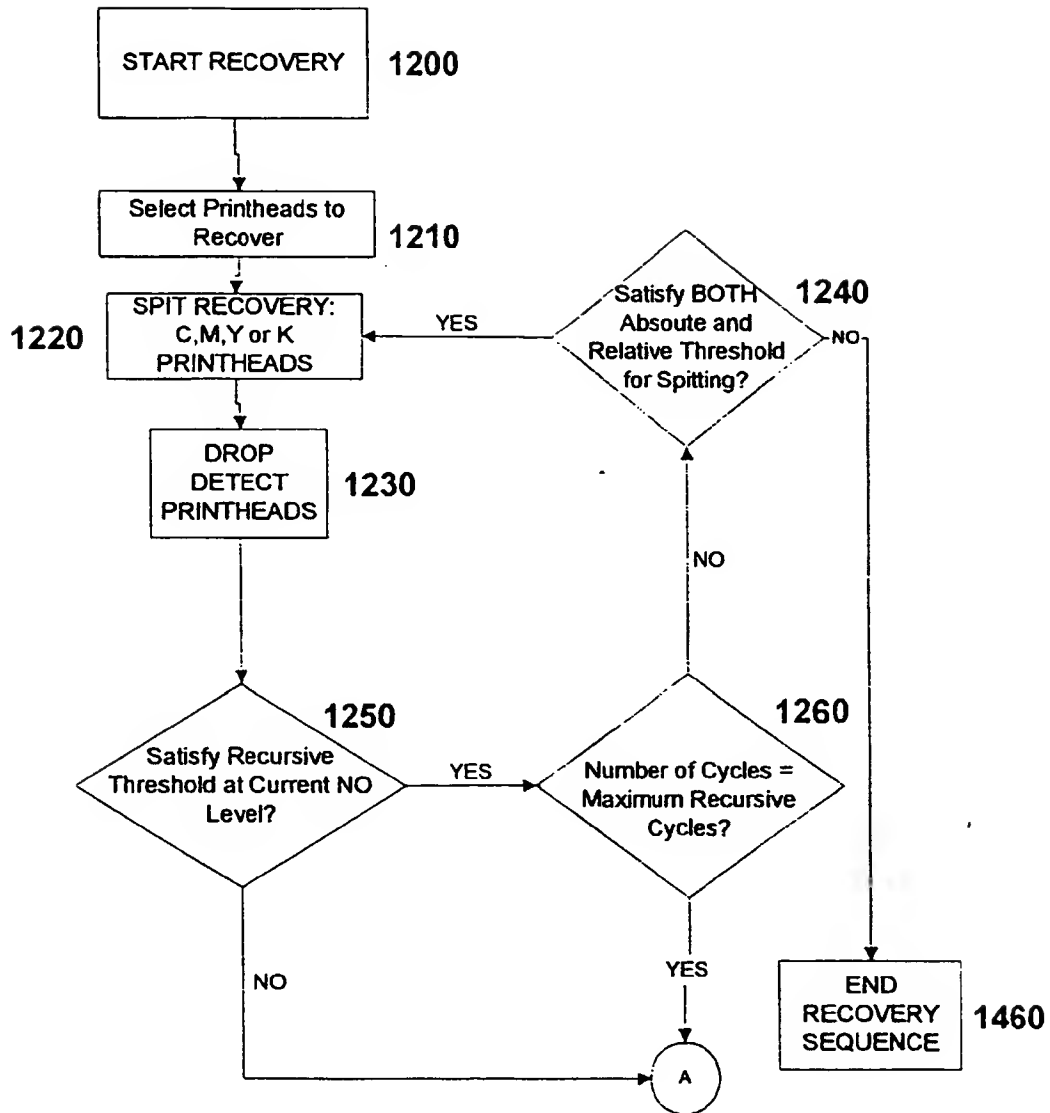 START RECOVERY
1200
Select Printheads to
Recover
1210
SPIT RECOVERY:
C,M,Y or K
PRINTHEADS
1220
YES
Satisfy BOTH
Absoute and
Relative Threshold
for Spitting?
1240
NO
DROP
DETECT
PRINTHEADS
1230
NO
Satisfy Recursive
Threshold at Current NO
Level?
1250
YES
Number of Cycles =
Maximum Recursive
Cycles?
1260
NO
YES
END
RECOVERY
SEQUENCE
1460
A